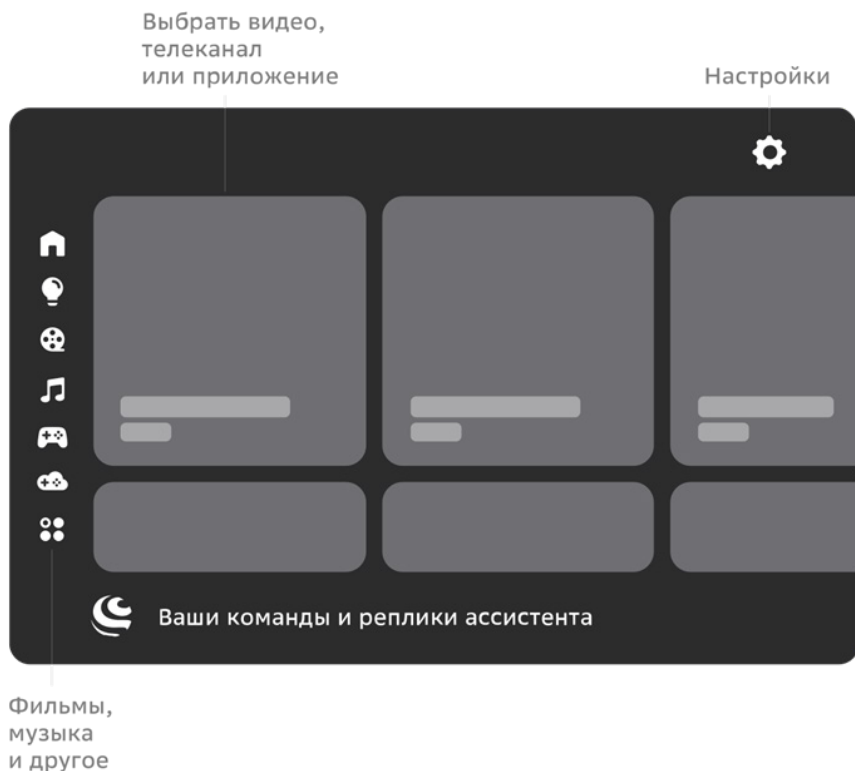 Выбрать видео,
телеканал
или приложение
Настройки
Ваши команды и реплики ассистента
Фильмы,
музыка
и другое